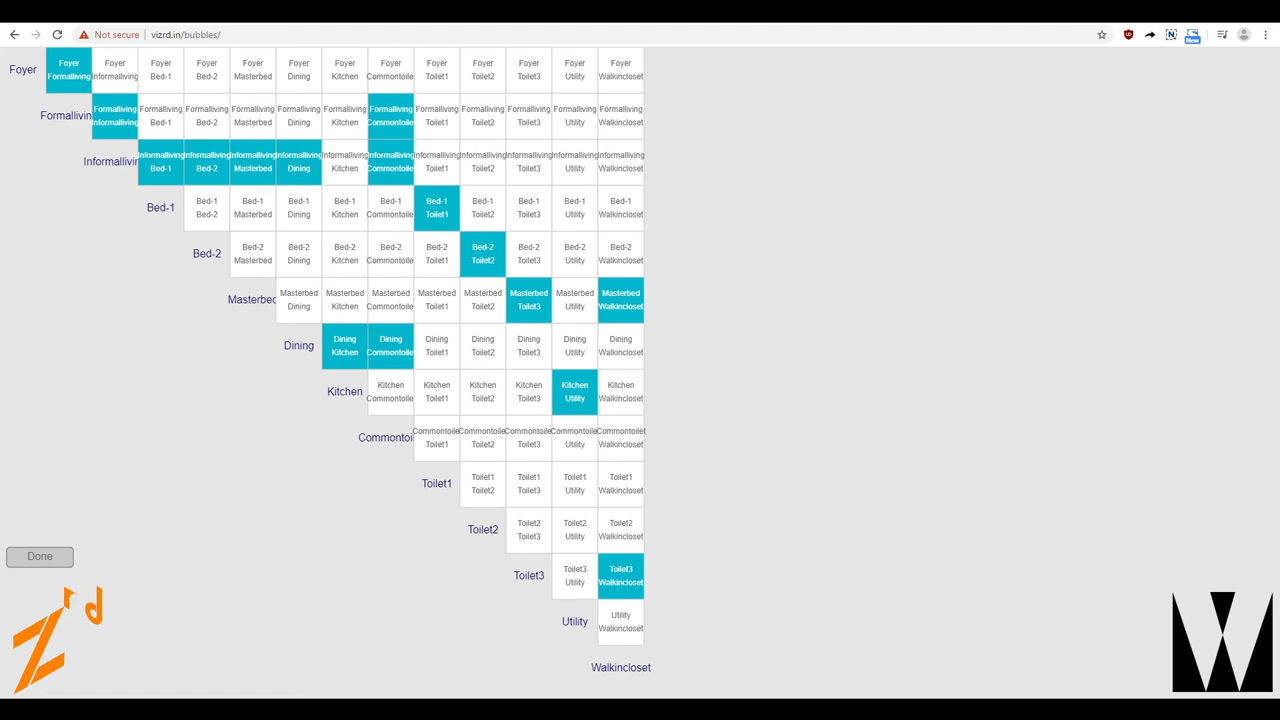 Not secure vizrd.in/bubbles/ New
Foyer Foyer Foyer Foyer Foyer Foyer Foyer Foyer Foyer Foyer Foyer Foyer Foyer
Foyer Formalliving Informalliving Bed-1 Bed-2 Masterbed Dining Kitchen Commontoile Toilet1 Toilet2 Toilet3 Utility Walkincloset
Formalliving Formalliving Formalliving Formalliving Formalliving Formalliving Formalliving Formalliving Formalliving Formalliving Formalliving Formalliving
Formallivin Informalliving Bed-1 Bed-2 Masterbed Dining Kitchen Commontoile Toilet1 Toilet2 Toilet3 Utility Walkincloset
Informalliving Informalliving Informalliving Informalliving Informalliving Informalliving Informalliving Informalliving Informalliving Informalliving Informalliving
Informallivin Bed-1 Bed-2 Masterbed Dining Kitchen Commontoile Toilet1 Toilet2 Toilet3 Utility Walkincloset
Bed-1 Bed-1 Bed-1 Bed-1 Bed-1 Bed-1 Bed-1 Bed-1 Bed-1 Bed-1
Bed-1 Bed-2 Masterbed Dining Kitchen Commontoile Toilet1 Toilet2 Toilet3 Utility Walkincloset
Bed-2 Bed-2 Bed-2 Bed-2 Bed-2 Bed-2 Bed-2 Bed-2 Bed-2
Bed-2 Masterbed Dining Kitchen Commontoile Toilet1 Toilet2 Toilet3 Utility Walkincloset
Masterbed Masterbed Masterbed Masterbed Masterbed Masterbed Masterbed Masterbed
Masterbed Dining Kitchen Commontoile Toilet1 Toilet2 Toilet3 Utility Walkincloset
Dining Dining Dining Dining Dining Dining Dining
Dining Kitchen Commontoile Toilet1 Toilet2 Toilet3 Utility Walkincloset
Kitchen Kitchen Kitchen Kitchen Kitchen Kitchen
Kitchen Commontoile Toilet1 Toilet2 Toilet3 Utility Walkincloset
Commontoile Commontoile Commontoile Commontoile Commontoilet
Commontoi Toilet1 Toilet2 Toilet3 Utility Walkincloset
Toilet1 Toilet1 Toilet1 Toilet1
Toilet1 Toilet2 Toilet3 Utility Walkincloset
Toilet2 Toilet2 Toilet2
Toilet2 Toilet3 Utility Walkincloset
Toilet3 Toilet3
Toilet3 Utility Walkincloset
Utility
Utility Walkincloset
Walkincloset
Done